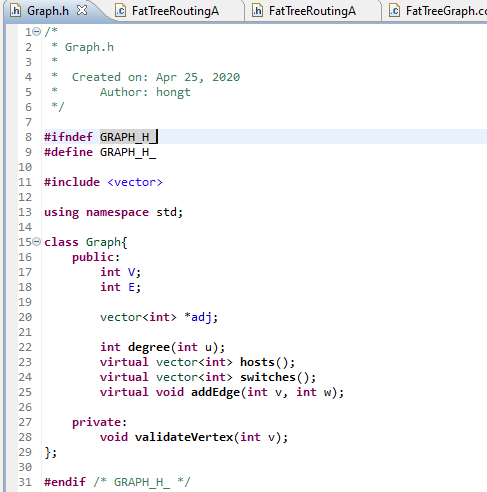 Graph.h FatTreeRoutingA FatTreeRoutingA FatTreeGraph.cc
1 /*
2 * Graph.h
3 *
4 * Created on: Apr 25, 2020
5 * Author: hongt
6 */
7
8 #ifndef GRAPH_H_
9 #define GRAPH_H_
10
11 #include <vector>
12
13 using namespace std;
14
15 class Graph{
16 public:
17 int V;
18 int E;
19
20 vector<int> *adj;
21
22 int degree(int u);
23 virtual vector<int> hosts();
24 virtual vector<int> switches();
25 virtual void addEdge(int v, int w);
26
27 private:
28 void validateVertex(int v);
29 };
30
31 #endif /* GRAPH_H_ */